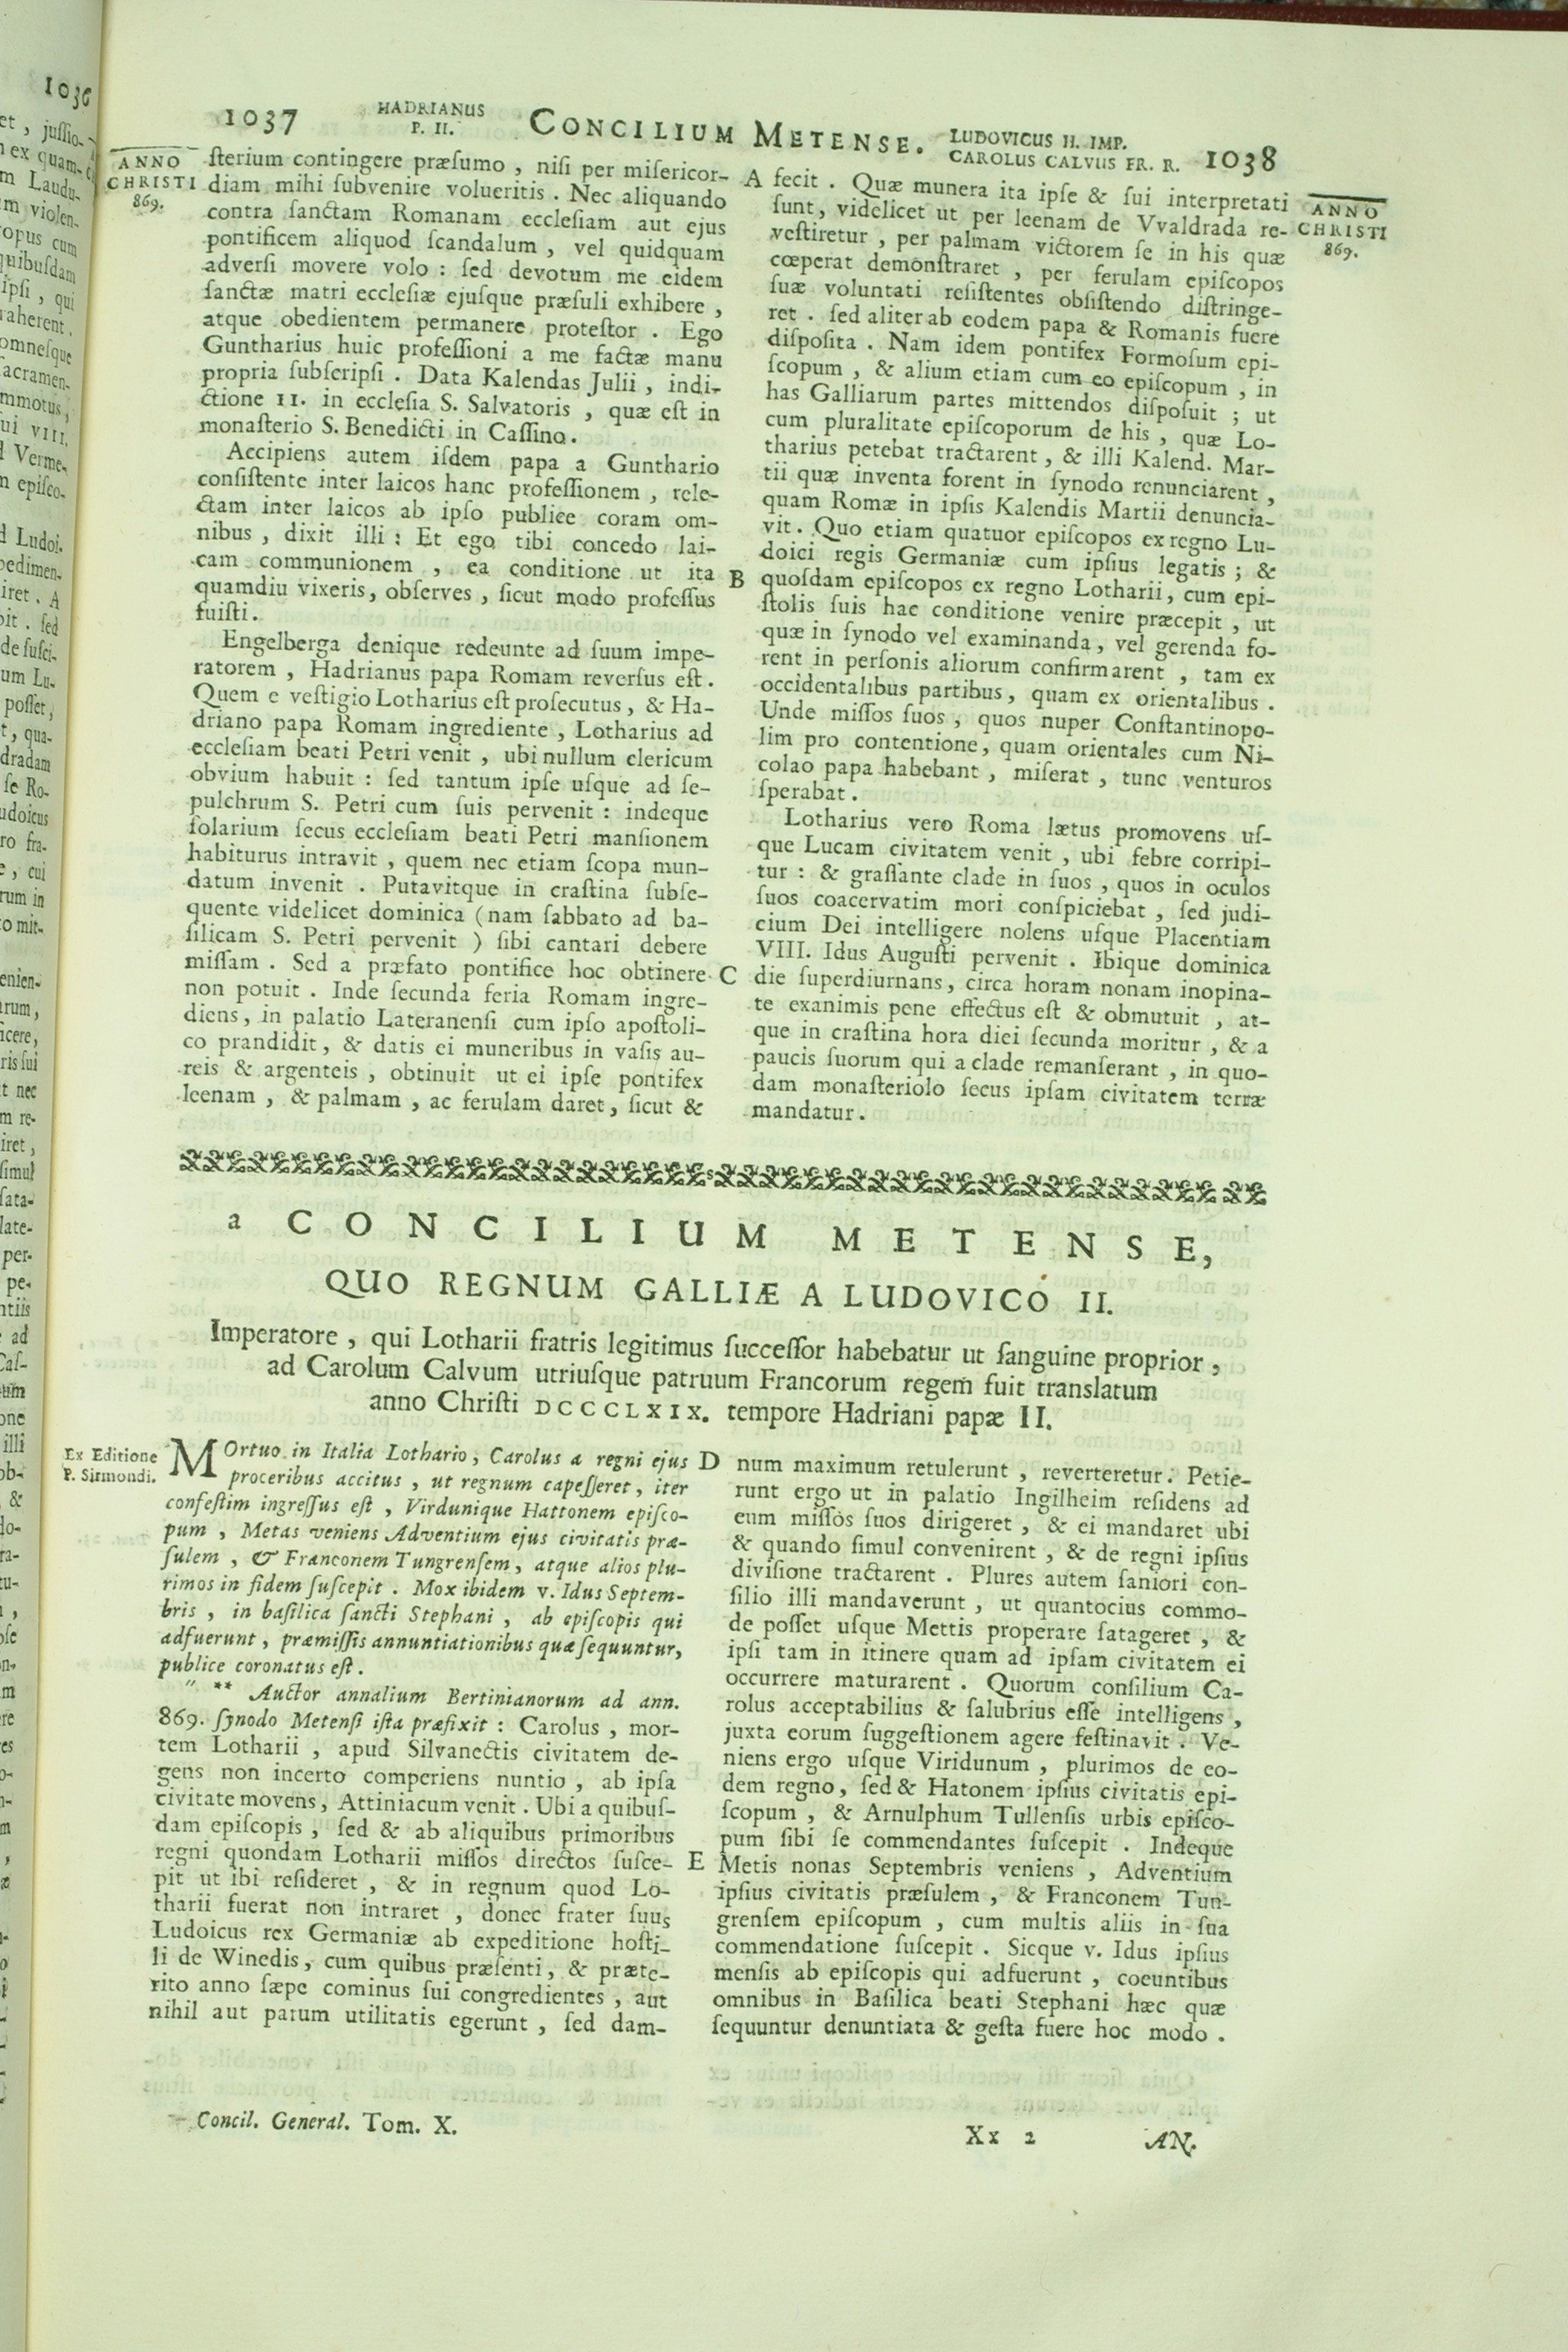 1037
HADRIANUS
P. II.
CONCILIUM METENSE.
LUDOVICUS II. IMP.
CAROLUS CALVUS FR. R.
1038
ANNO
CHRISTI
869.
ſterium contingere præſumo, niſi per miſericor-
diam mihi ſubvenire volueritis. Nec aliquando
contra ſanctam Romanam eccleſiam aut ejus
pontificem aliquod ſcandalum, vel quidquam
adverſi movere volo: ſed devotum me eidem
ſanctæ matri eccleſiæ ejuſque præſuli exhibere,
atque obedientem permanere proteſtor. Ego
Guntharius huic profeſſioni a me factæ manu
propria ſubſcripſi. Data Kalendas Julii, indi-
ctione II. in eccleſia S. Salvatoris, quæ eſt in
monaſterio S. Benedicti in Caſſino.
Accipiens autem iſdem papa a Gunthario
conſiſtente inter laicos hanc profeſſionem, rele-
ctam inter laicos ab ipſo publice coram om-
nibus, dixit illi: Et ego tibi concedo lai-
cam communionem, ea conditione ut ita
quamdiu vixeris, obſerves, ſicut modo profeſſus
fuiſti.
Engelberga denique redeunte ad ſuum impe-
ratorem, Hadrianus papa Romam reverſus eſt.
Quem e veſtigio Lotharius eſt proſecutus, & Ha-
driano papa Romam ingrediente, Lotharius ad
eccleſiam beati Petri venit, ubi nullum clericum
obvium habuit: ſed tantum ipſe uſque ad ſe-
pulchrum S. Petri cum ſuis pervenit: indeque
ſolarium ſecus eccleſiam beati Petri manſionem
habiturus intravit, quem nec etiam ſcopa mun-
datum invenit. Putavitque in craſtina ſubſe-
quente videlicet dominica (nam ſabbato ad ba-
ſilicam S. Petri pervenit) ſibi cantari debere
miſſam. Sed a præfato pontifice hoc obtinere
non potuit. Inde ſecunda feria Romam ingre-
diens, in palatio Lateranenſi cum ipſo apoſtoli-
co prandidit, & datis ei muneribus in vaſis au-
reis & argenteis, obtinuit ut ei ipſe pontifex
leenam, & palmam, ac ferulam daret, ſicut &
A
B
C
fecit. Quæ munera ita ipſe & ſui interpretati
ſunt, videlicet ut per leenam de Vvaldrada re-
veſtiretur, per palmam victorem ſe in his quæ
cœperat demonſtraret, per ferulam epiſcopos
ſuæ voluntati reſiſtentes obſiſtendo diſtringe-
ret. ſed aliter ab eodem papa & Romanis fuere
diſpoſita. Nam idem pontifex Formoſum epi-
ſcopum, & alium etiam cum eo epiſcopum, in
has Galliarum partes mittendos diſpoſuit; ut
cum pluralitate epiſcoporum de his, quæ Lo-
tharius petebat tractarent, & illi Kalend. Mar-
tii quæ inventa forent in ſynodo renunciarent,
quam Romæ in ipſis Kalendis Martii denuncia-
vit. Quo etiam quatuor epiſcopos ex regno Lu-
doici regis Germaniæ cum ipſius legatis; &
quoſdam epiſcopos ex regno Lotharii, cum epi-
ſtolis ſuis hac conditione venire præcepit, ut
quæ in ſynodo vel examinanda, vel gerenda fo-
rent in perſonis aliorum confirmarent, tam ex
occidentalibus partibus, quam ex orientalibus.
Unde miſſos ſuos, quos nuper Conſtantinopo-
lim pro contentione, quam orientales cum Ni-
colao papa habebant, miſerat, tunc venturos
ſperabat.
Lotharius vero Roma lætus promovens uſ-
que Lucam civitatem venit, ubi febre corripi-
tur: & graſſante clade in ſuos, quos in oculos
ſuos coacervatim mori conſpiciebat, ſed judi-
cium Dei intelligere nolens uſque Placentiam
VIII. Idus Auguſti pervenit. Ibique dominica
die ſuperdiurnans, circa horam nonam inopina-
te exanimis pene effectus eſt & obmutuit, at-
que in craſtina hora diei ſecunda moritur, & a
paucis ſuorum qui a clade remanſerant, in quo-
dam monaſteriolo ſecus ipſam civitatem terræ
mandatur.
ANNO
CHRISTI
869.
a CONCILIUM METENSE,
QUO REGNUM GALLIÆ A LUDOVICO II.
Imperatore, qui Lotharii fratris legitimus ſucceſſor habebatur ut ſanguine proprior,
ad Carolum Calvum utriuſque patruum Francorum regem fuit translatum
anno Chriſti DCCCLXIX. tempore Hadriani papæ II.
Ex Editione
P. Sirmondi.
MOrtuo in Italia Lothario, Carolus a regni ejus
proceribus accitus, ut regnum capeſſeret, iter
confeſtim ingreſſus eſt, Virdunique Hattonem epiſco-
pum, Metas veniens Adventium ejus civitatis præ-
ſulem, & Franconem Tungrenſem, atque alios plu-
rimos in fidem ſuſcepit. Mox ibidem v. Idus Septem-
bris, in baſilica ſancti Stephani, ab epiſcopis qui
adfuerunt, præmiſſis annuntiationibus quæ ſequuntur,
publice coronatus eſt.
" ** Auctor annalium Bertinianorum ad ann.
869. ſynodo Metenſi iſta præfixit: Carolus, mor-
tem Lotharii, apud Silvanectis civitatem de-
gens non incerto comperiens nuntio, ab ipſa
civitate movens, Attiniacum venit. Ubi a quibuſ-
dam epiſcopis, ſed & ab aliquibus primoribus
regni quondam Lotharii miſſos directos ſuſce-
pit ut ibi reſideret, & in regnum quod Lo-
tharii fuerat non intraret, donec frater ſuus
Ludoicus rex Germaniæ ab expeditione hoſti-
li de Winedis, cum quibus præſenti, & præte-
rito anno ſæpe cominus ſui congredientes, aut
nihil aut parum utilitatis egerunt, ſed dam-
D
E
num maximum retulerunt, reverteretur. Petie-
runt ergo ut in palatio Ingilheim reſidens ad
eum miſſos ſuos dirigeret, & ei mandaret ubi
& quando ſimul convenirent, & de regni ipſius
diviſione tractarent. Plures autem ſaniori con-
ſilio illi mandaverunt, ut quantocius commo-
de poſſet uſque Mettis properare ſatageret, &
ipſi tam in itinere quam ad ipſam civitatem ei
occurrere maturarent. Quorum conſilium Ca-
rolus acceptabilius & ſalubrius eſſe intelligens,
juxta eorum ſuggeſtionem agere feſtinavit. Ve-
niens ergo uſque Viridunum, plurimos de eo-
dem regno, ſed & Hatonem ipſius civitatis epi-
ſcopum, & Arnulphum Tullenſis urbis epiſco-
pum ſibi ſe commendantes ſuſcepit. Indeque
Metis nonas Septembris veniens, Adventium
ipſius civitatis præſulem, & Franconem Tun-
grenſem epiſcopum, cum multis aliis in ſua
commendatione ſuſcepit. Sicque v. Idus ipſius
menſis ab epiſcopis qui adfuerunt, coeuntibus
omnibus in Baſilica beati Stephani hæc quæ
ſequuntur denuntiata & geſta fuere hoc modo.
Concil. General. Tom. X.
Xx 2
AN.